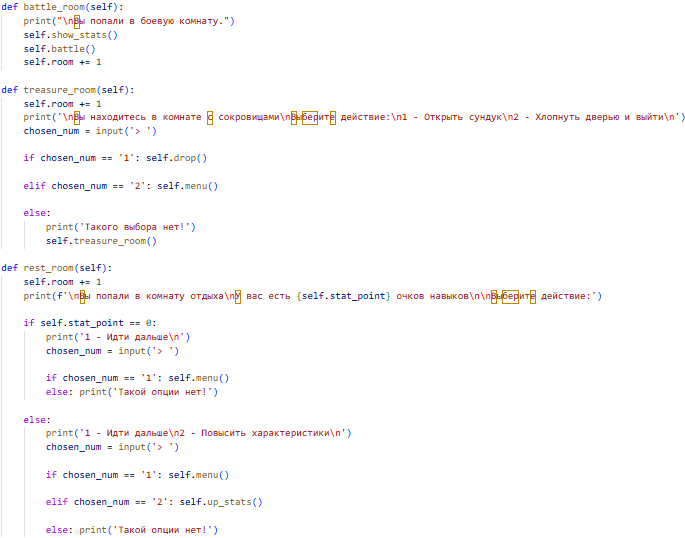 def battle_room(self):
    print("\nВы попали в боевую комнату.")
    self.show_stats()
    self.battle()
    self.room += 1

def treasure_room(self):
    self.room += 1
    print('\nВы находитесь в комнате с сокровищами\nВыберите действие:\n1 - Открыть сундук\n2 - Хлопнуть дверью и выйти\n')
    chosen_num = input('> ')

    if chosen_num == '1': self.drop()

    elif chosen_num == '2': self.menu()

    else:
        print('Такого выбора нет!')
        self.treasure_room()

def rest_room(self):
    self.room += 1
    print(f'\nВы попали в комнату отдыха\nУ вас есть {self.stat_point} очков навыков\n\nВыберите действие:')

    if self.stat_point == 0:
        print('1 - Идти дальше\n')
        chosen_num = input('> ')

        if chosen_num == '1': self.menu()
        else: print('Такой опции нет!')

    else:
        print('1 - Идти дальше\n2 - Повысить характеристики\n')
        chosen_num = input('> ')

        if chosen_num == '1': self.menu()

        elif chosen_num == '2': self.up_stats()

        else: print('Такой опции нет!')